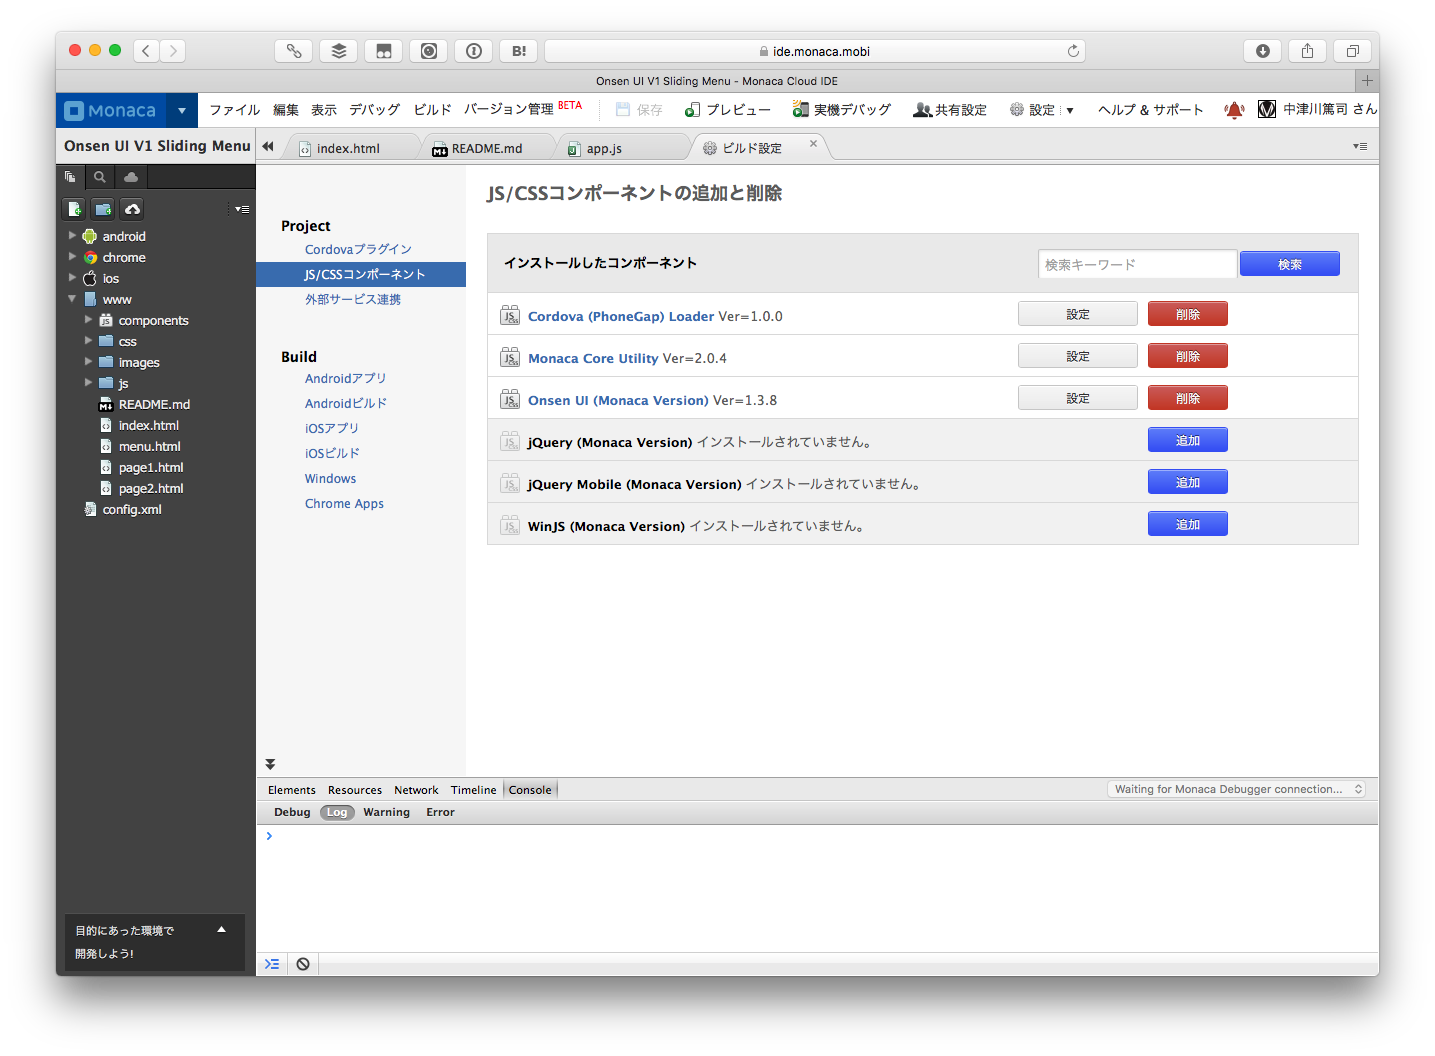 B!
ide.monaca.mobi
Onsen UI V1 Sliding Menu - Monaca Cloud IDE
Monaca
ファイル 編集 表示 デバッグ ビルド バージョン管理 BETA 保存 プレビュー 実機デバッグ 共有設定 設定 ヘルプ & サポート 中津川篤司 さん
Onsen UI V1 Sliding Menu
index.html
README.md
app.js
ビルド設定
android
chrome
ios
www
components
css
images
js
README.md
index.html
menu.html
page1.html
page2.html
config.xml
目的にあった環境で
開発しよう!
Project
Cordovaプラグイン
JS/CSSコンポーネント
外部サービス連携
Build
Androidアプリ
Androidビルド
iOSアプリ
iOSビルド
Windows
Chrome Apps
JS/CSSコンポーネントの追加と削除
インストールしたコンポーネント 検索キーワード 検索
Cordova (PhoneGap) Loader Ver=1.0.0 設定 削除
Monaca Core Utility Ver=2.0.4 設定 削除
Onsen UI (Monaca Version) Ver=1.3.8 設定 削除
jQuery (Monaca Version) インストールされていません。 追加
jQuery Mobile (Monaca Version) インストールされていません。 追加
WinJS (Monaca Version) インストールされていません。 追加
Elements Resources Network Timeline Console Waiting for Monaca Debugger connection...
Debug Log Warning Error